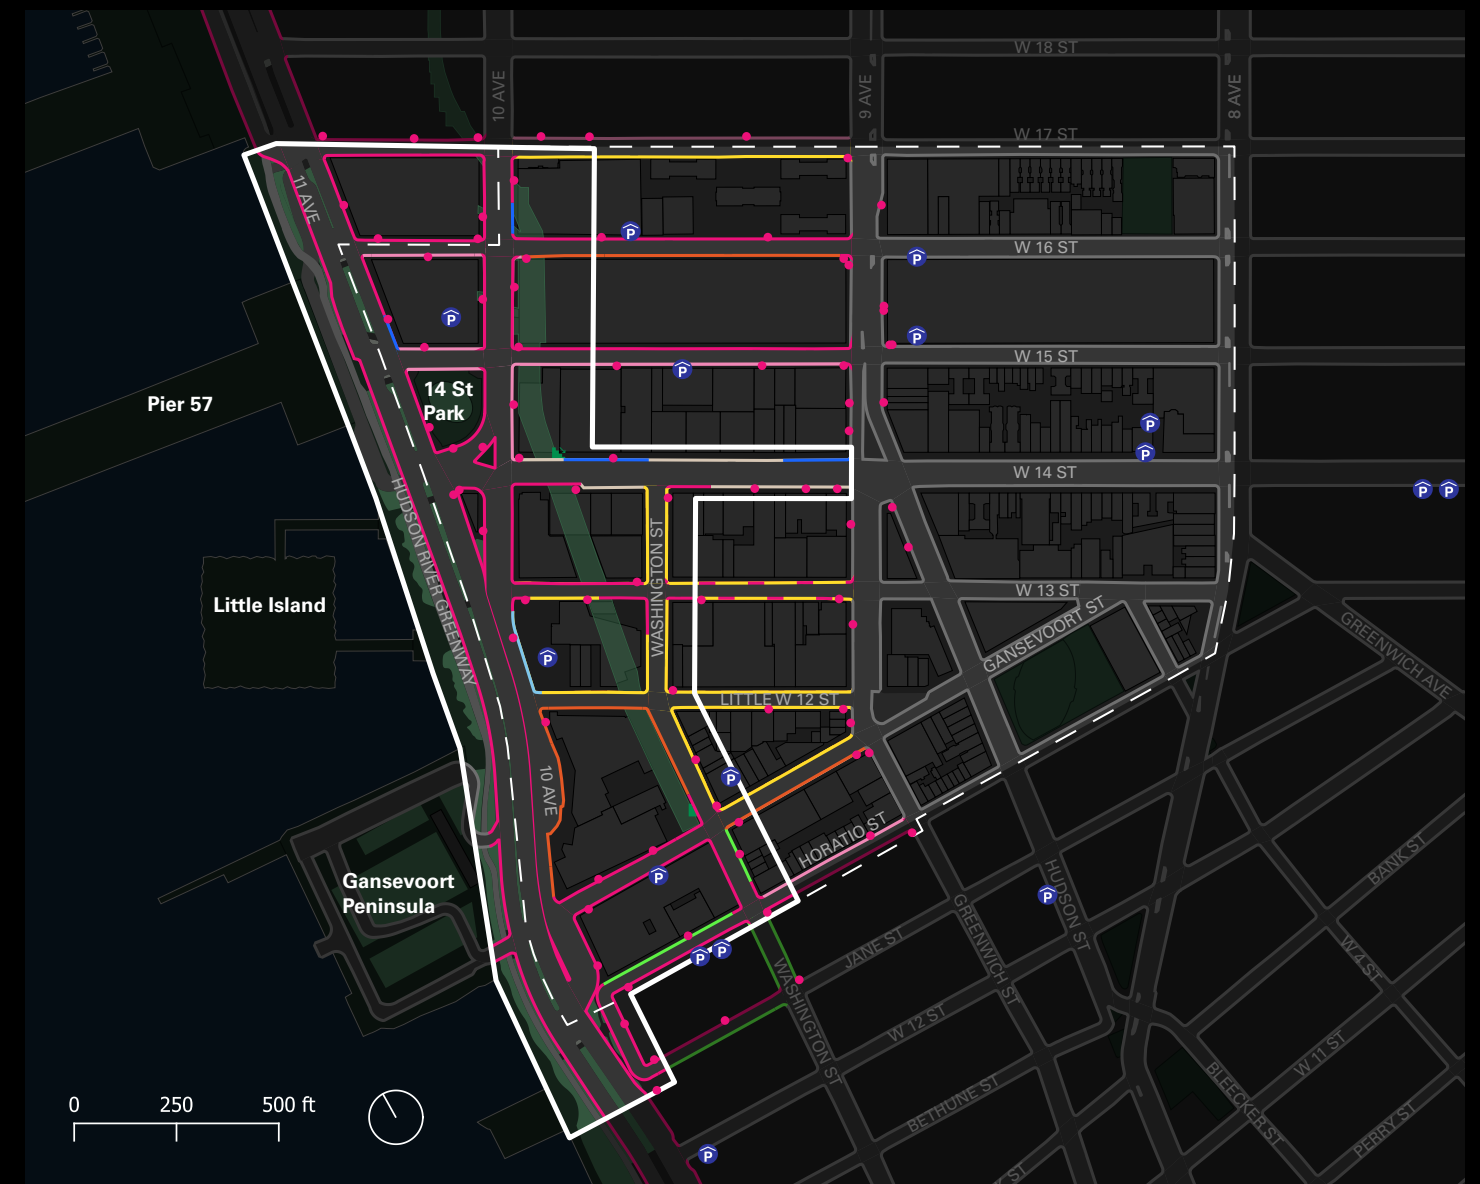 W 18 ST
10 AVE
9 AVE
8 AVE
W 17 ST
11 AVE
P
W 16 ST
P
P
P
W 15 ST
P
14 St
Park
Pier 57
P
P
W 14 ST
P
P
HUDSON RIVER GREENWAY
WASHINGTON ST
W 13 ST
Little Island
GANSEVOORT ST
GREENWICH AVE
P
LITTLE W 12 ST
10 AVE
P
HORATIO ST
Gansevoort
Peninsula
P
HUDSON ST
BANK ST
P
GREENWICH ST
JANE ST
P
P
W 4 ST
WASHINGTON ST
W 12 ST
W 11 ST
BLEECKER ST
BETHUNE ST
PERRY ST
0 250 500 ft
P
ST